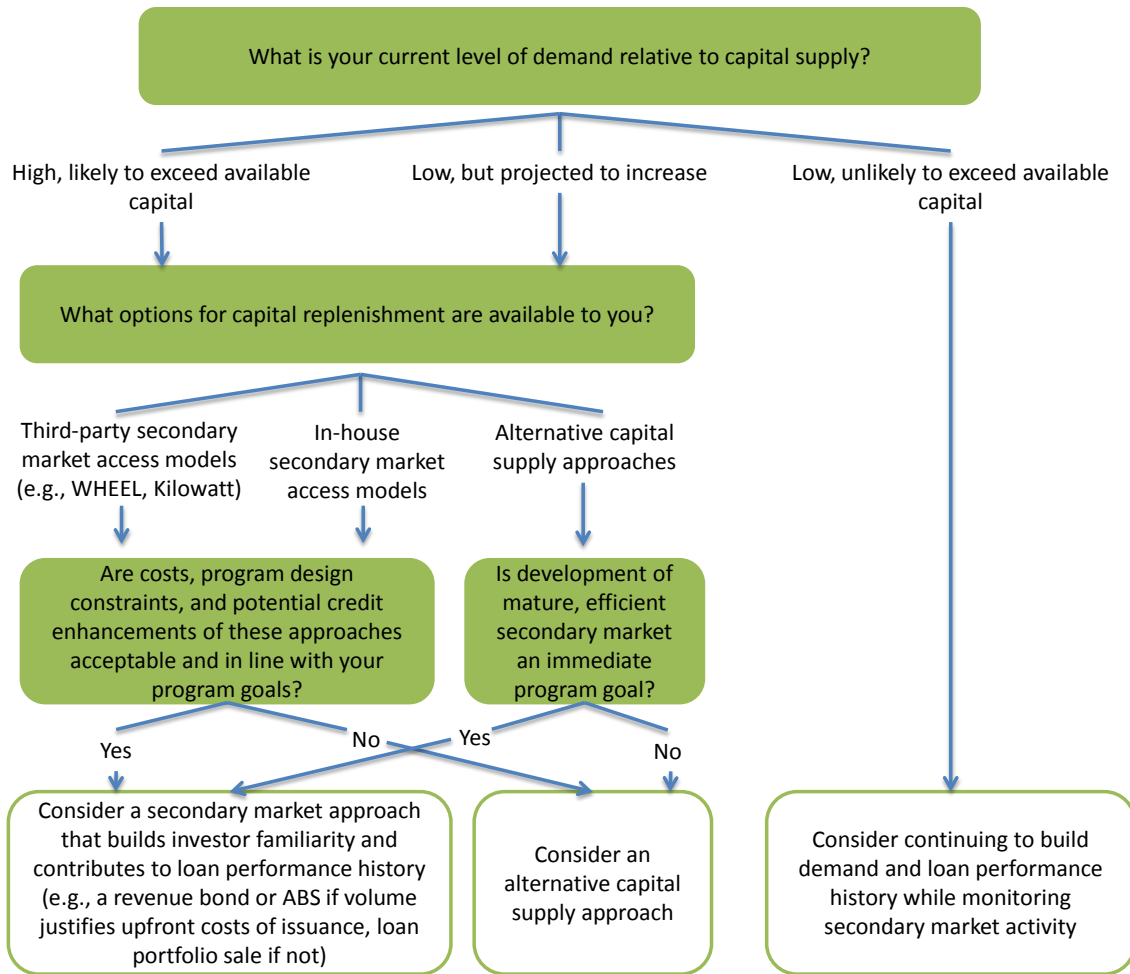 What is your current level of demand relative to capital supply?
High, likely to exceed available
capital
Low, but projected to increase
Low, unlikely to exceed available
capital
What options for capital replenishment are available to you?
Third-party secondary
market access models
(e.g., WHEEL, Kilowatt)
In-house
secondary market
access models
Alternative capital
supply approaches
Are costs, program design
constraints, and potential credit
enhancements of these approaches
acceptable and in line with your
program goals?
Is development of
mature, efficient
secondary market
an immediate
program goal?
Yes
No
Yes
No
Consider a secondary market approach
that builds investor familiarity and
contributes to loan performance history
(e.g., a revenue bond or ABS if volume
justifies upfront costs of issuance, loan
portfolio sale if not)
Consider an
alternative capital
supply approach
Consider continuing to build
demand and loan performance
history while monitoring
secondary market activity